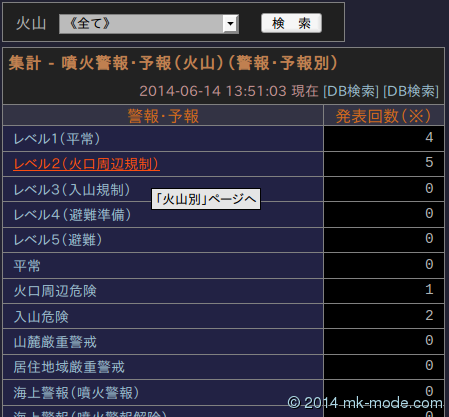 火山 《全て》 検 索
集計 - 噴火警報･予報(火山)(警報･予報別)
2014-06-14 13:51:03 現在 [DB検索] [DB検索]
警報･予報 発表回数(※)
レベル1(平常) 4
レベル2(火口周辺規制) 5
レベル3(入山規制) 0
「火山別」ページへ
レベル4(避難準備) 0
レベル5(避難) 0
平常 0
火口周辺危険 1
入山危険 2
山麓厳重警戒 0
居住地域厳重警戒 0
海上警報(噴火警報) 0
海上警報(噴火警報解除)
© 2014 mk-mode.com